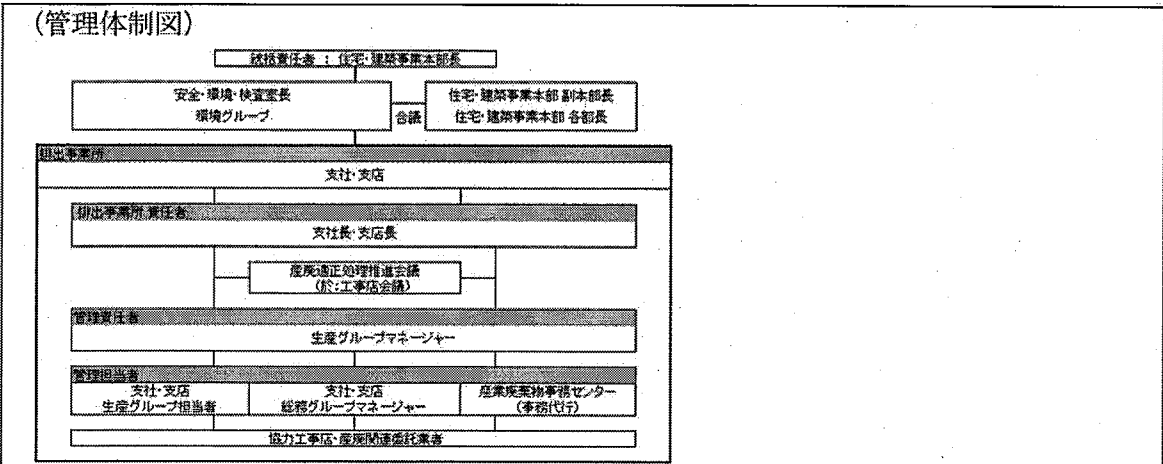 (管理体制図)
統括責任者 : 住宅・建築事業本部長
安全・環境・検査室長
環境グループ
合議
住宅・建築事業本部 副本部長
住宅・建築事業本部 各部長
排出事業所
支社・支店
排出事業所 責任者
支社長・支店長
産廃適正処理推進会議
(於:工事店会議)
管理責任者
生産グループマネージャー
管理担当者
支社・支店
生産グループ担当者
支社・支店
総務グループマネージャー
産業廃棄物事務センター
(事務代行)
協力工事店・産廃関連委託業者